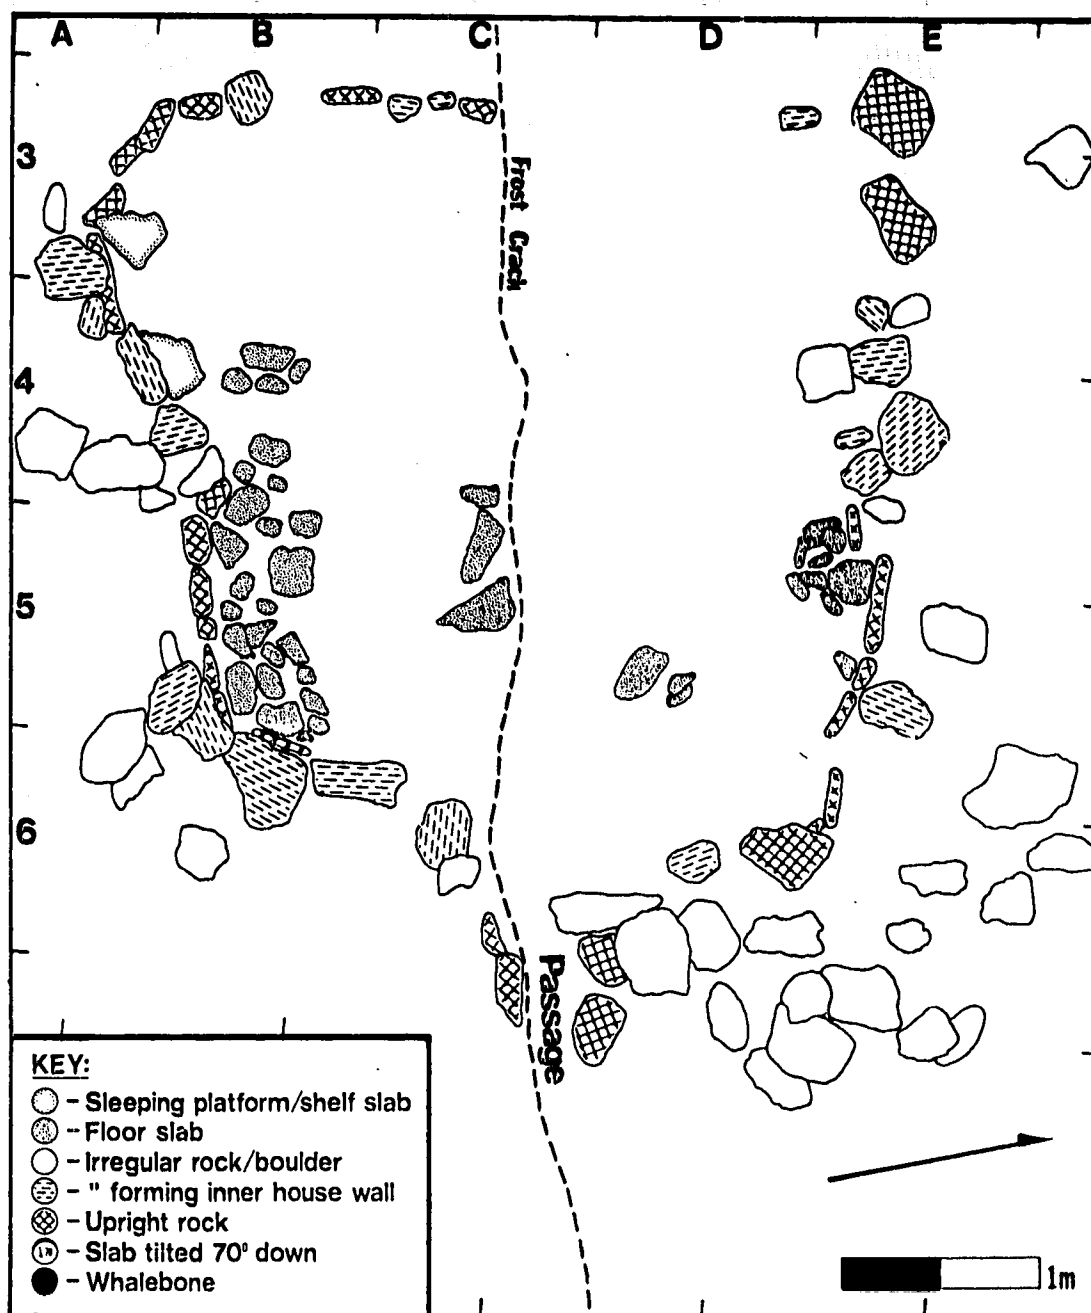 A B C D E
3
4
5
6
Frost Crack
Passage
KEY:
- Sleeping platform/shelf slab
- Floor slab
- Irregular rock/boulder
- " forming inner house wall
- Upright rock
- Slab tilted 70° down
- Whalebone
1m